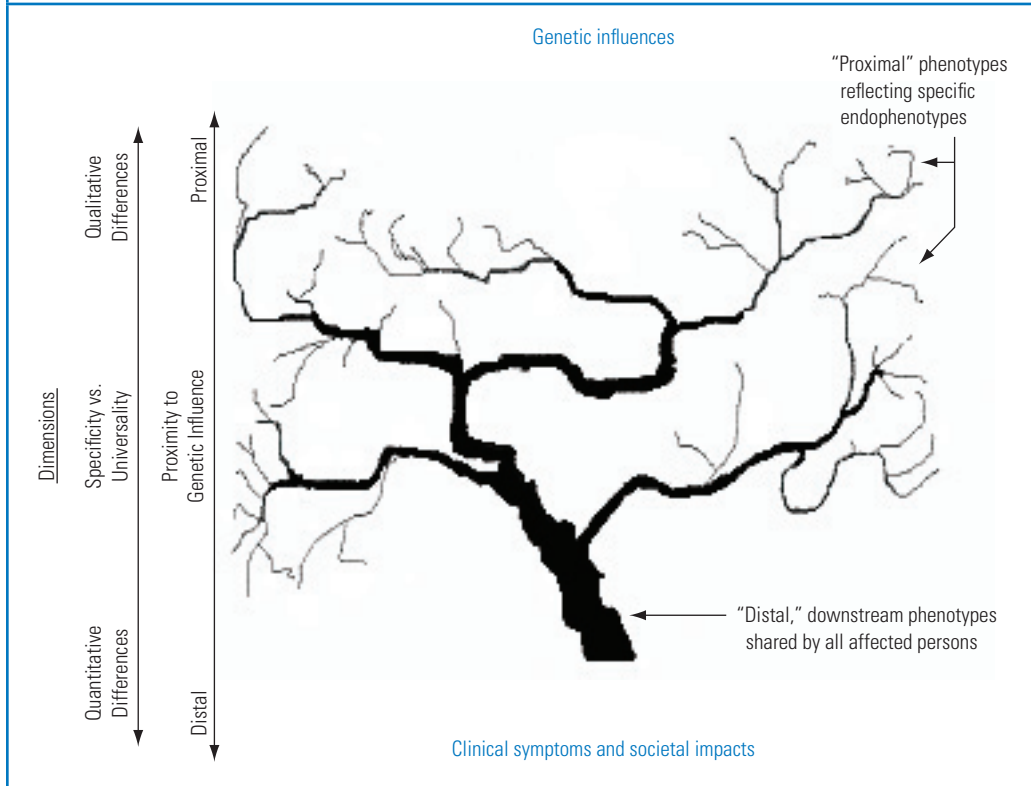 Genetic influences
“Proximal” phenotypes
reflecting specific
endophenotypes
Dimensions
Qualitative
Differences
Specificity vs.
Universality
Quantitative
Differences
Proximal
Proximity to
Genetic Influence
Distal
“Distal,” downstream phenotypes
shared by all affected persons
Clinical symptoms and societal impacts